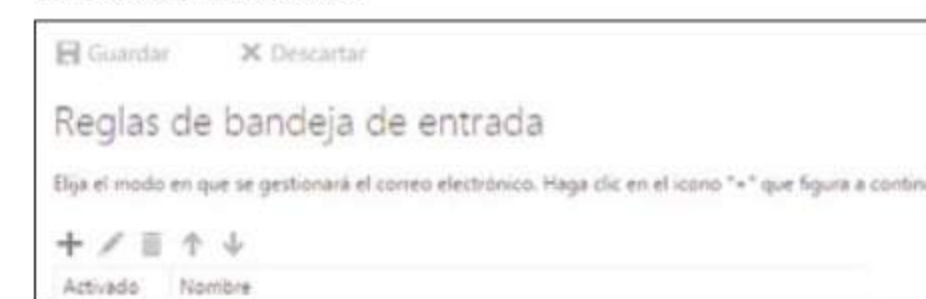 Guardar Descartar
Reglas de bandeja de entrada
Elija el modo en que se gestionará el correo electrónico. Haga clic en el icono "+" que figura a contin
Activado Nombre